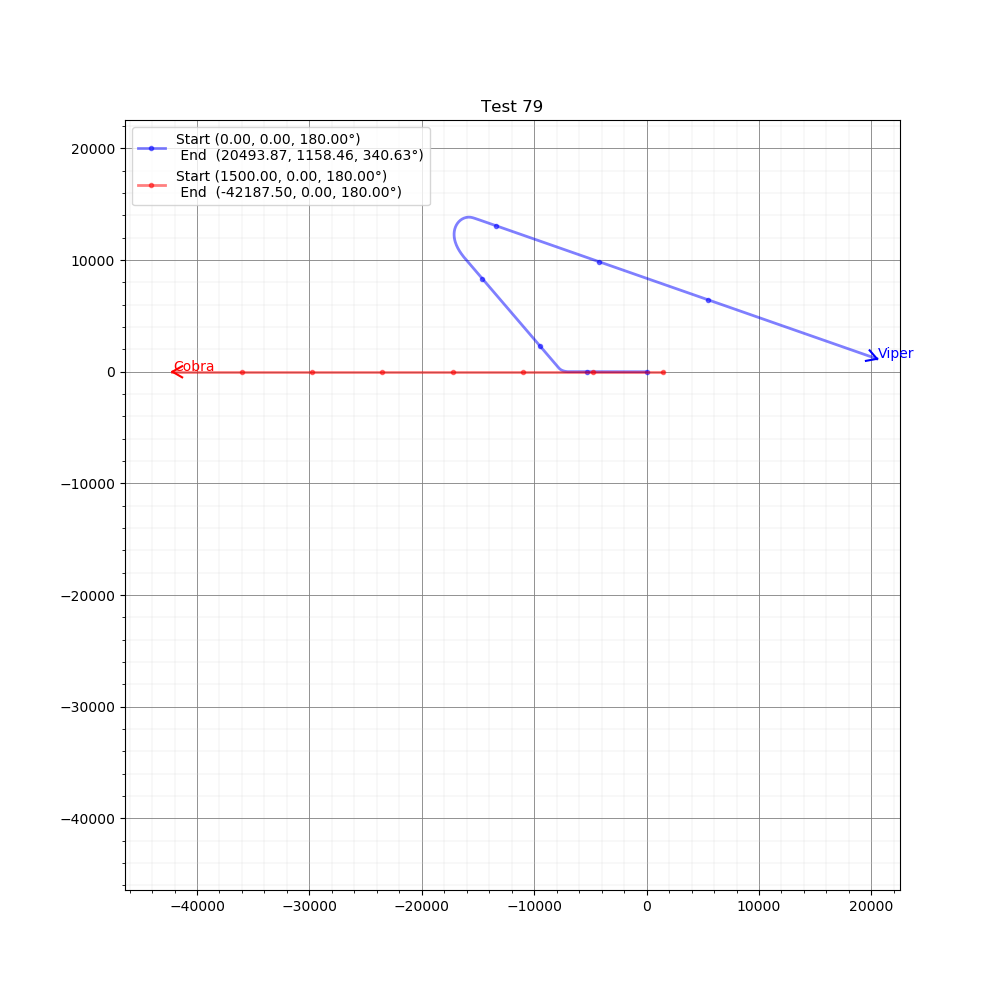 Test 79
Start (0.00, 0.00, 180.00°)
End (20493.87, 1158.46, 340.63°)
Start (1500.00, 0.00, 180.00°)
End (-42187.50, 0.00, 180.00°)
20000
10000
0
−10000
−20000
−30000
−40000
Cobra
Viper
−40000
−30000
−20000
−10000
0
10000
20000